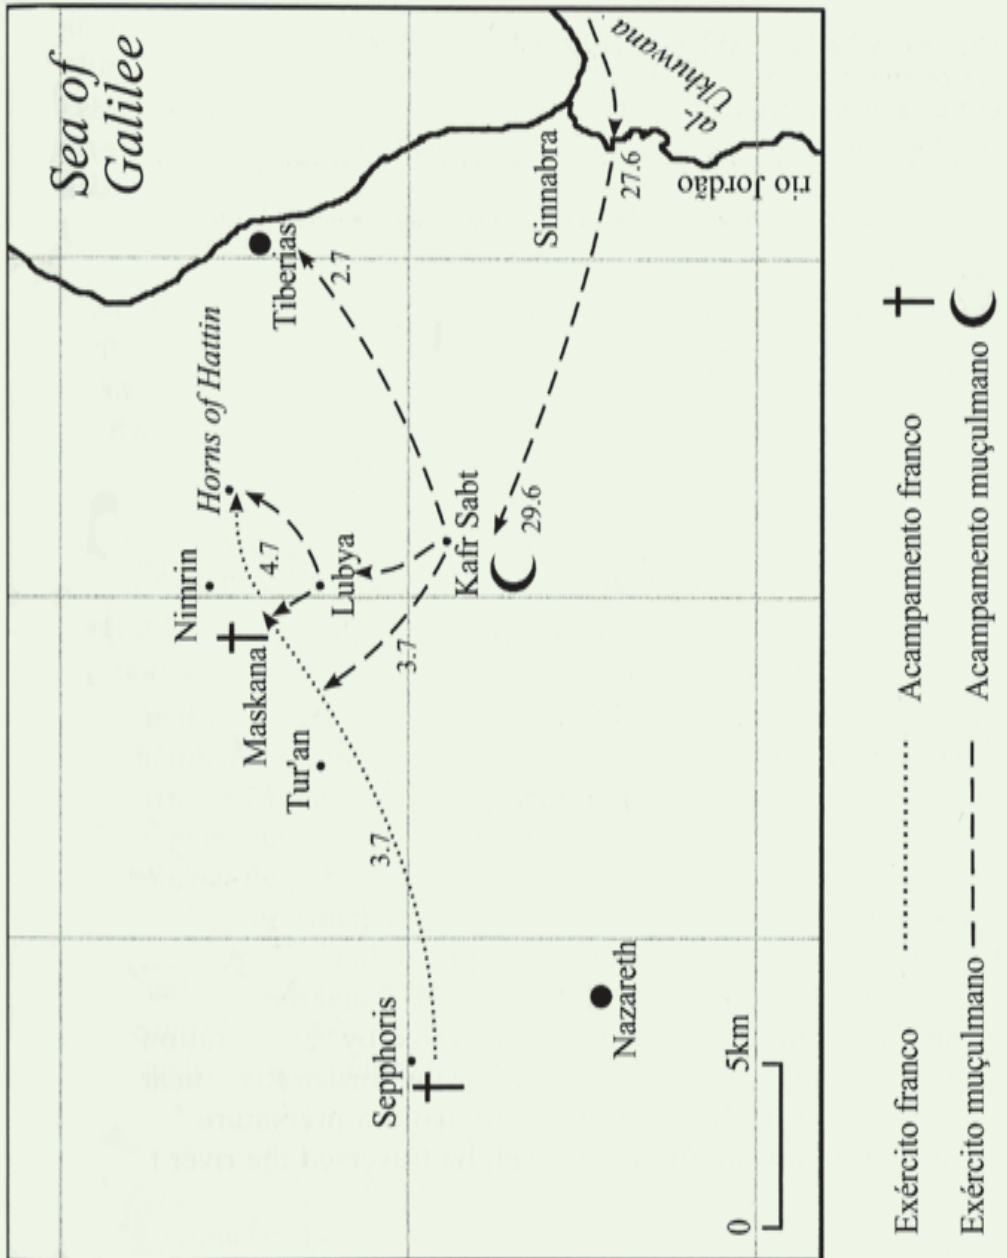 Sea of
Galilee
Horns of Hattin
Nimrin
Tiberias
4.7
Maskana
Lubya
2.7
Tur'an
3.7
3.7
Kafr Sabt
Sepphoris
29.6
Sinnabra
27.6
al-
Ukhuwana
Nazareth
rio Jordão
0 5km
Exército franco
Acampamento franco
Exército muçulmano
Acampamento muçulmano